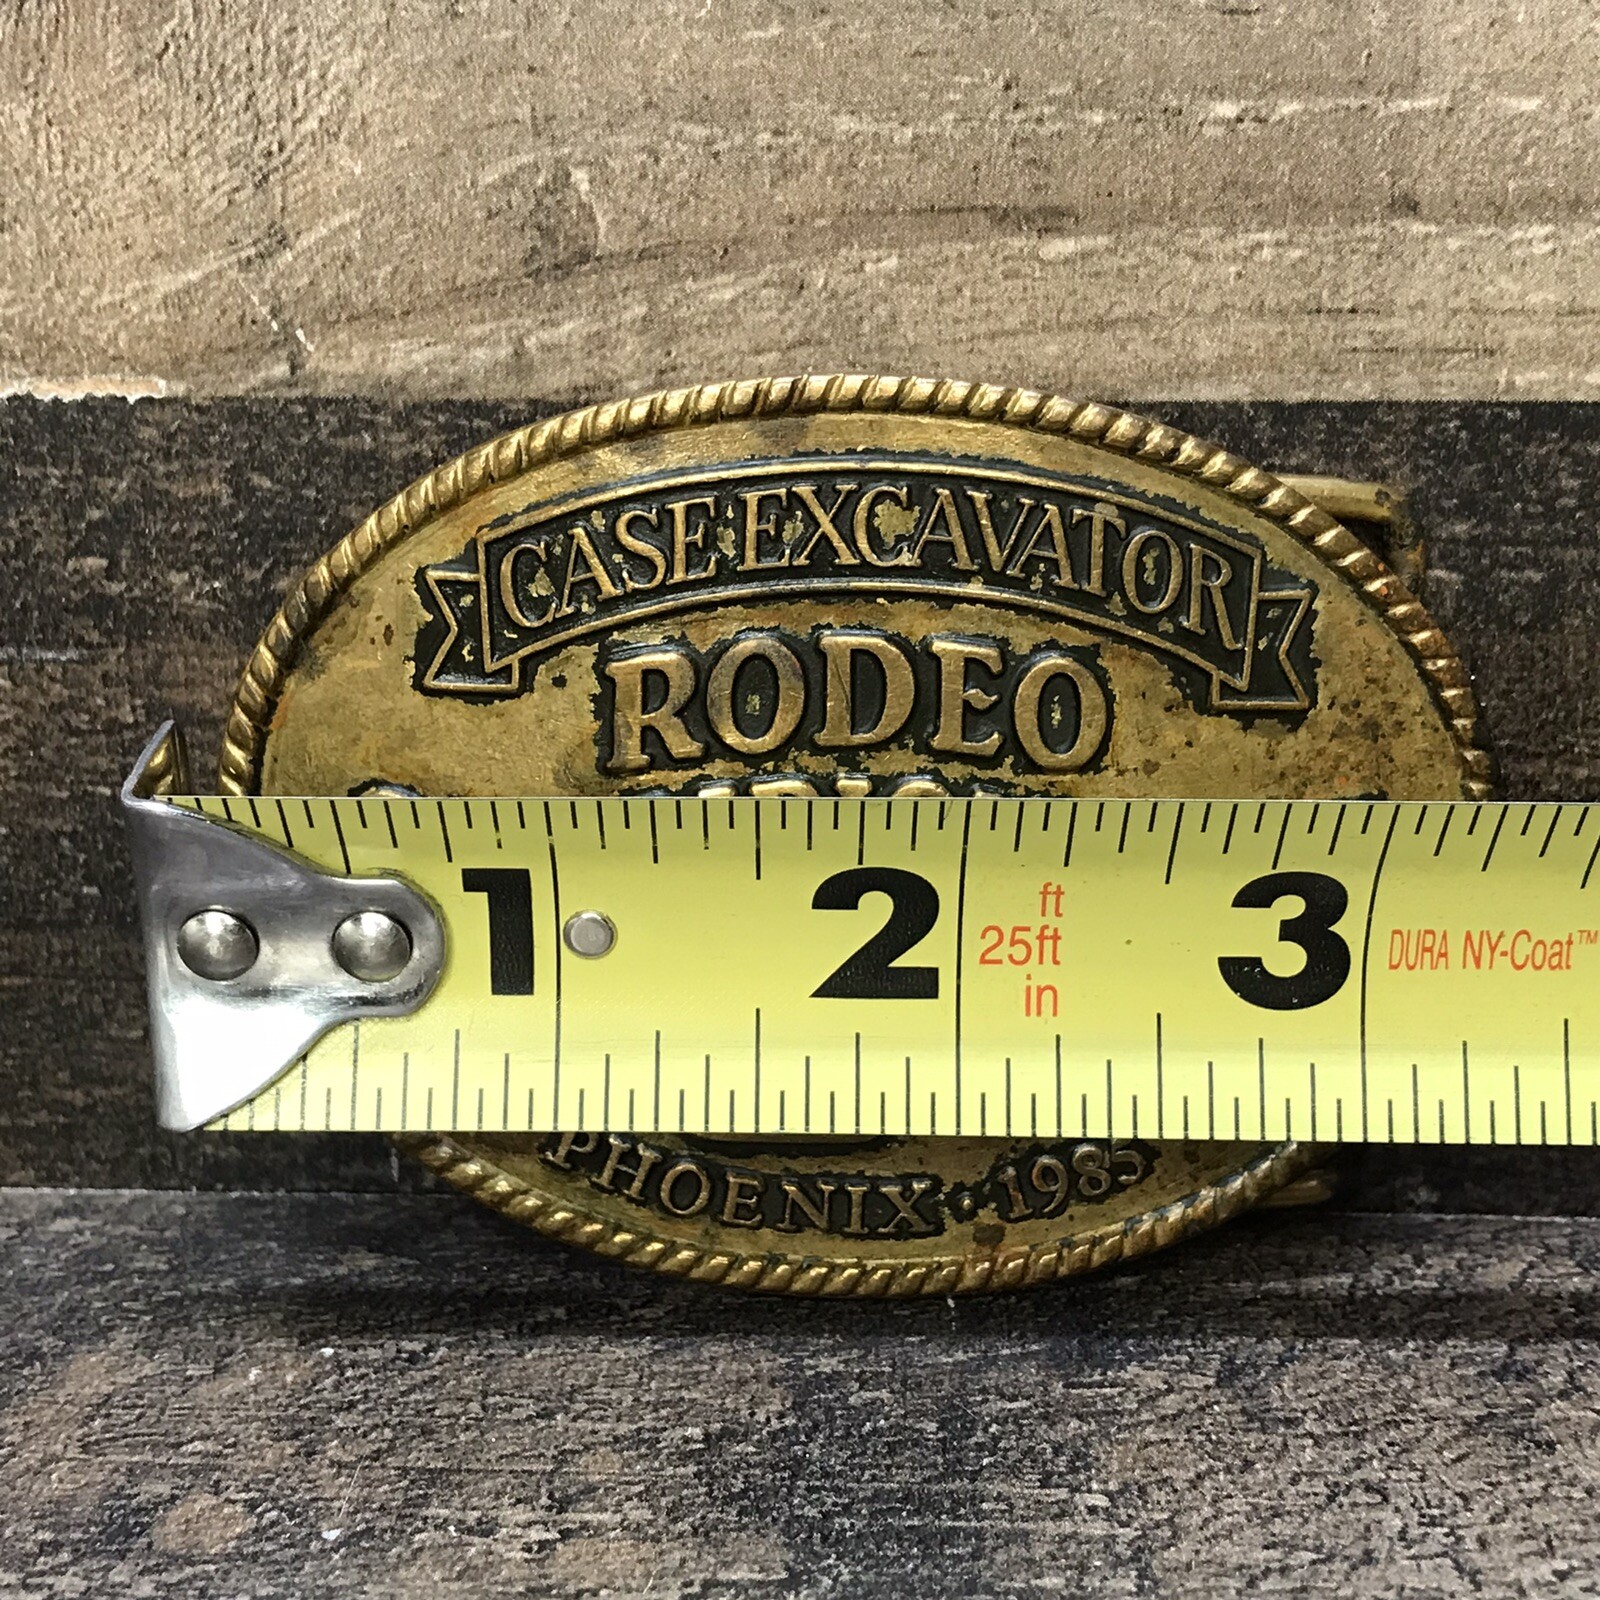 CASE EXCAVATOR
RODEO
1 2 3
ft
25ft
in
DURA NY-Coat™
PHOENIX · 1985